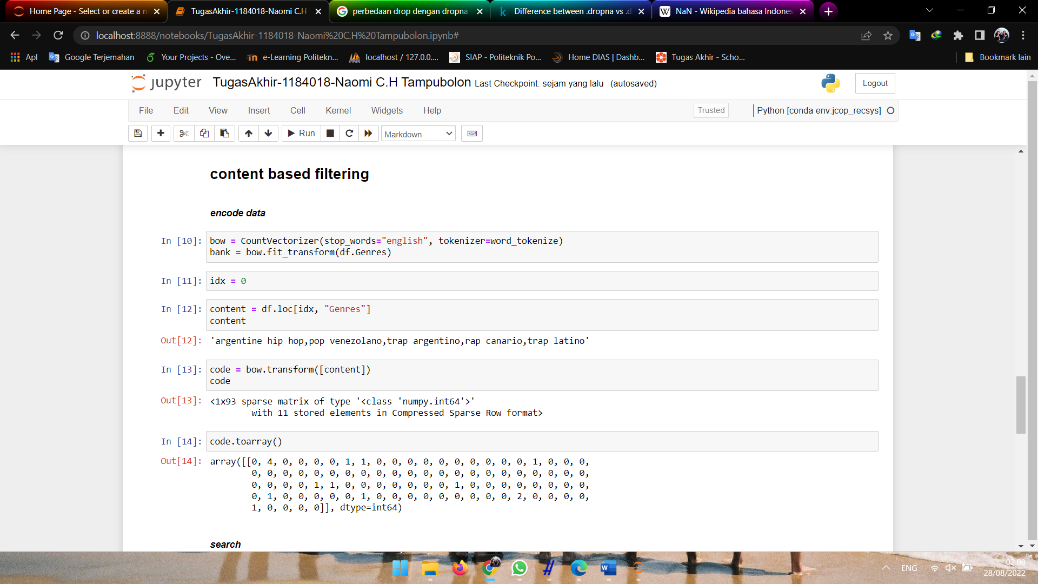 Home Page - Select or create a n
TugasAkhir-1184018-Naomi C.H
perbedaan drop dengan dropna
Difference between .dropna vs .d
NaN - Wikipedia bahasa Indones
localhost:8888/notebooks/TugasAkhir-1184018-Naomi%20C.H%20Tampubolon.ipynb#
Apl
Google Terjemahan
Your Projects - Ove...
e-Learning Politekn...
localhost / 127.0.0....
SIAP - Politeknik Po...
Home DIAS | Dashb...
Tugas Akhir - Scho...
Bookmark lain
jupyter TugasAkhir-1184018-Naomi C.H Tampubolon Last Checkpoint: sejam yang lalu (autosaved)
Logout
File Edit View Insert Cell Kernel Widgets Help
Trusted
Python [conda env:jcop_recsys]
Run
Markdown
content based filtering
encode data
In [10]: bow = CountVectorizer(stop_words="english", tokenizer=word_tokenize)
bank = bow.fit_transform(df.Genres)
In [11]: idx = 0
In [12]: content = df.loc[idx, "Genres"]
content
Out[12]: 'argentine hip hop,pop venezolano,trap argentino,rap canario,trap latino'
In [13]: code = bow.transform([content])
code
Out[13]: <1x93 sparse matrix of type '<class 'numpy.int64'>'
with 11 stored elements in Compressed Sparse Row format>
In [14]: code.toarray()
Out[14]: array([[0, 4, 0, 0, 0, 0, 1, 1, 0, 0, 0, 0, 0, 0, 0, 0, 0, 0, 1, 0, 0, 0,
0, 0, 0, 0, 0, 0, 0, 0, 0, 0, 0, 0, 0, 0, 0, 0, 0, 0, 0, 0, 0, 0,
0, 0, 0, 0, 1, 1, 0, 0, 0, 0, 0, 0, 0, 1, 0, 0, 0, 0, 0, 0, 0, 0,
0, 1, 0, 0, 0, 0, 0, 1, 0, 0, 0, 0, 0, 0, 0, 0, 0, 2, 0, 0, 0, 0,
1, 0, 0, 0, 0]], dtype=int64)
search
ENG
28/08/2022